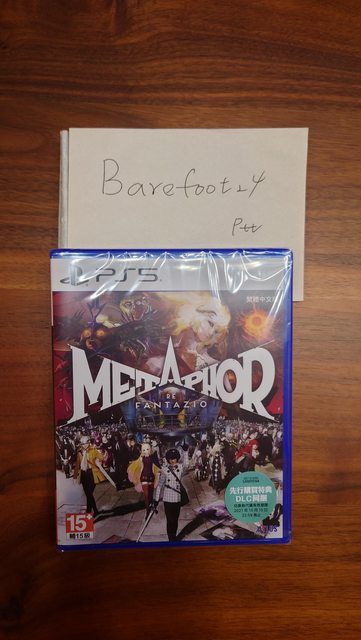 Barefoot24
Ptt
PS5
繁體中文版
METAPHOR
RE
FANTAZIO
先行購買特典
DLC同捆
15+
輔15級
ATLUS